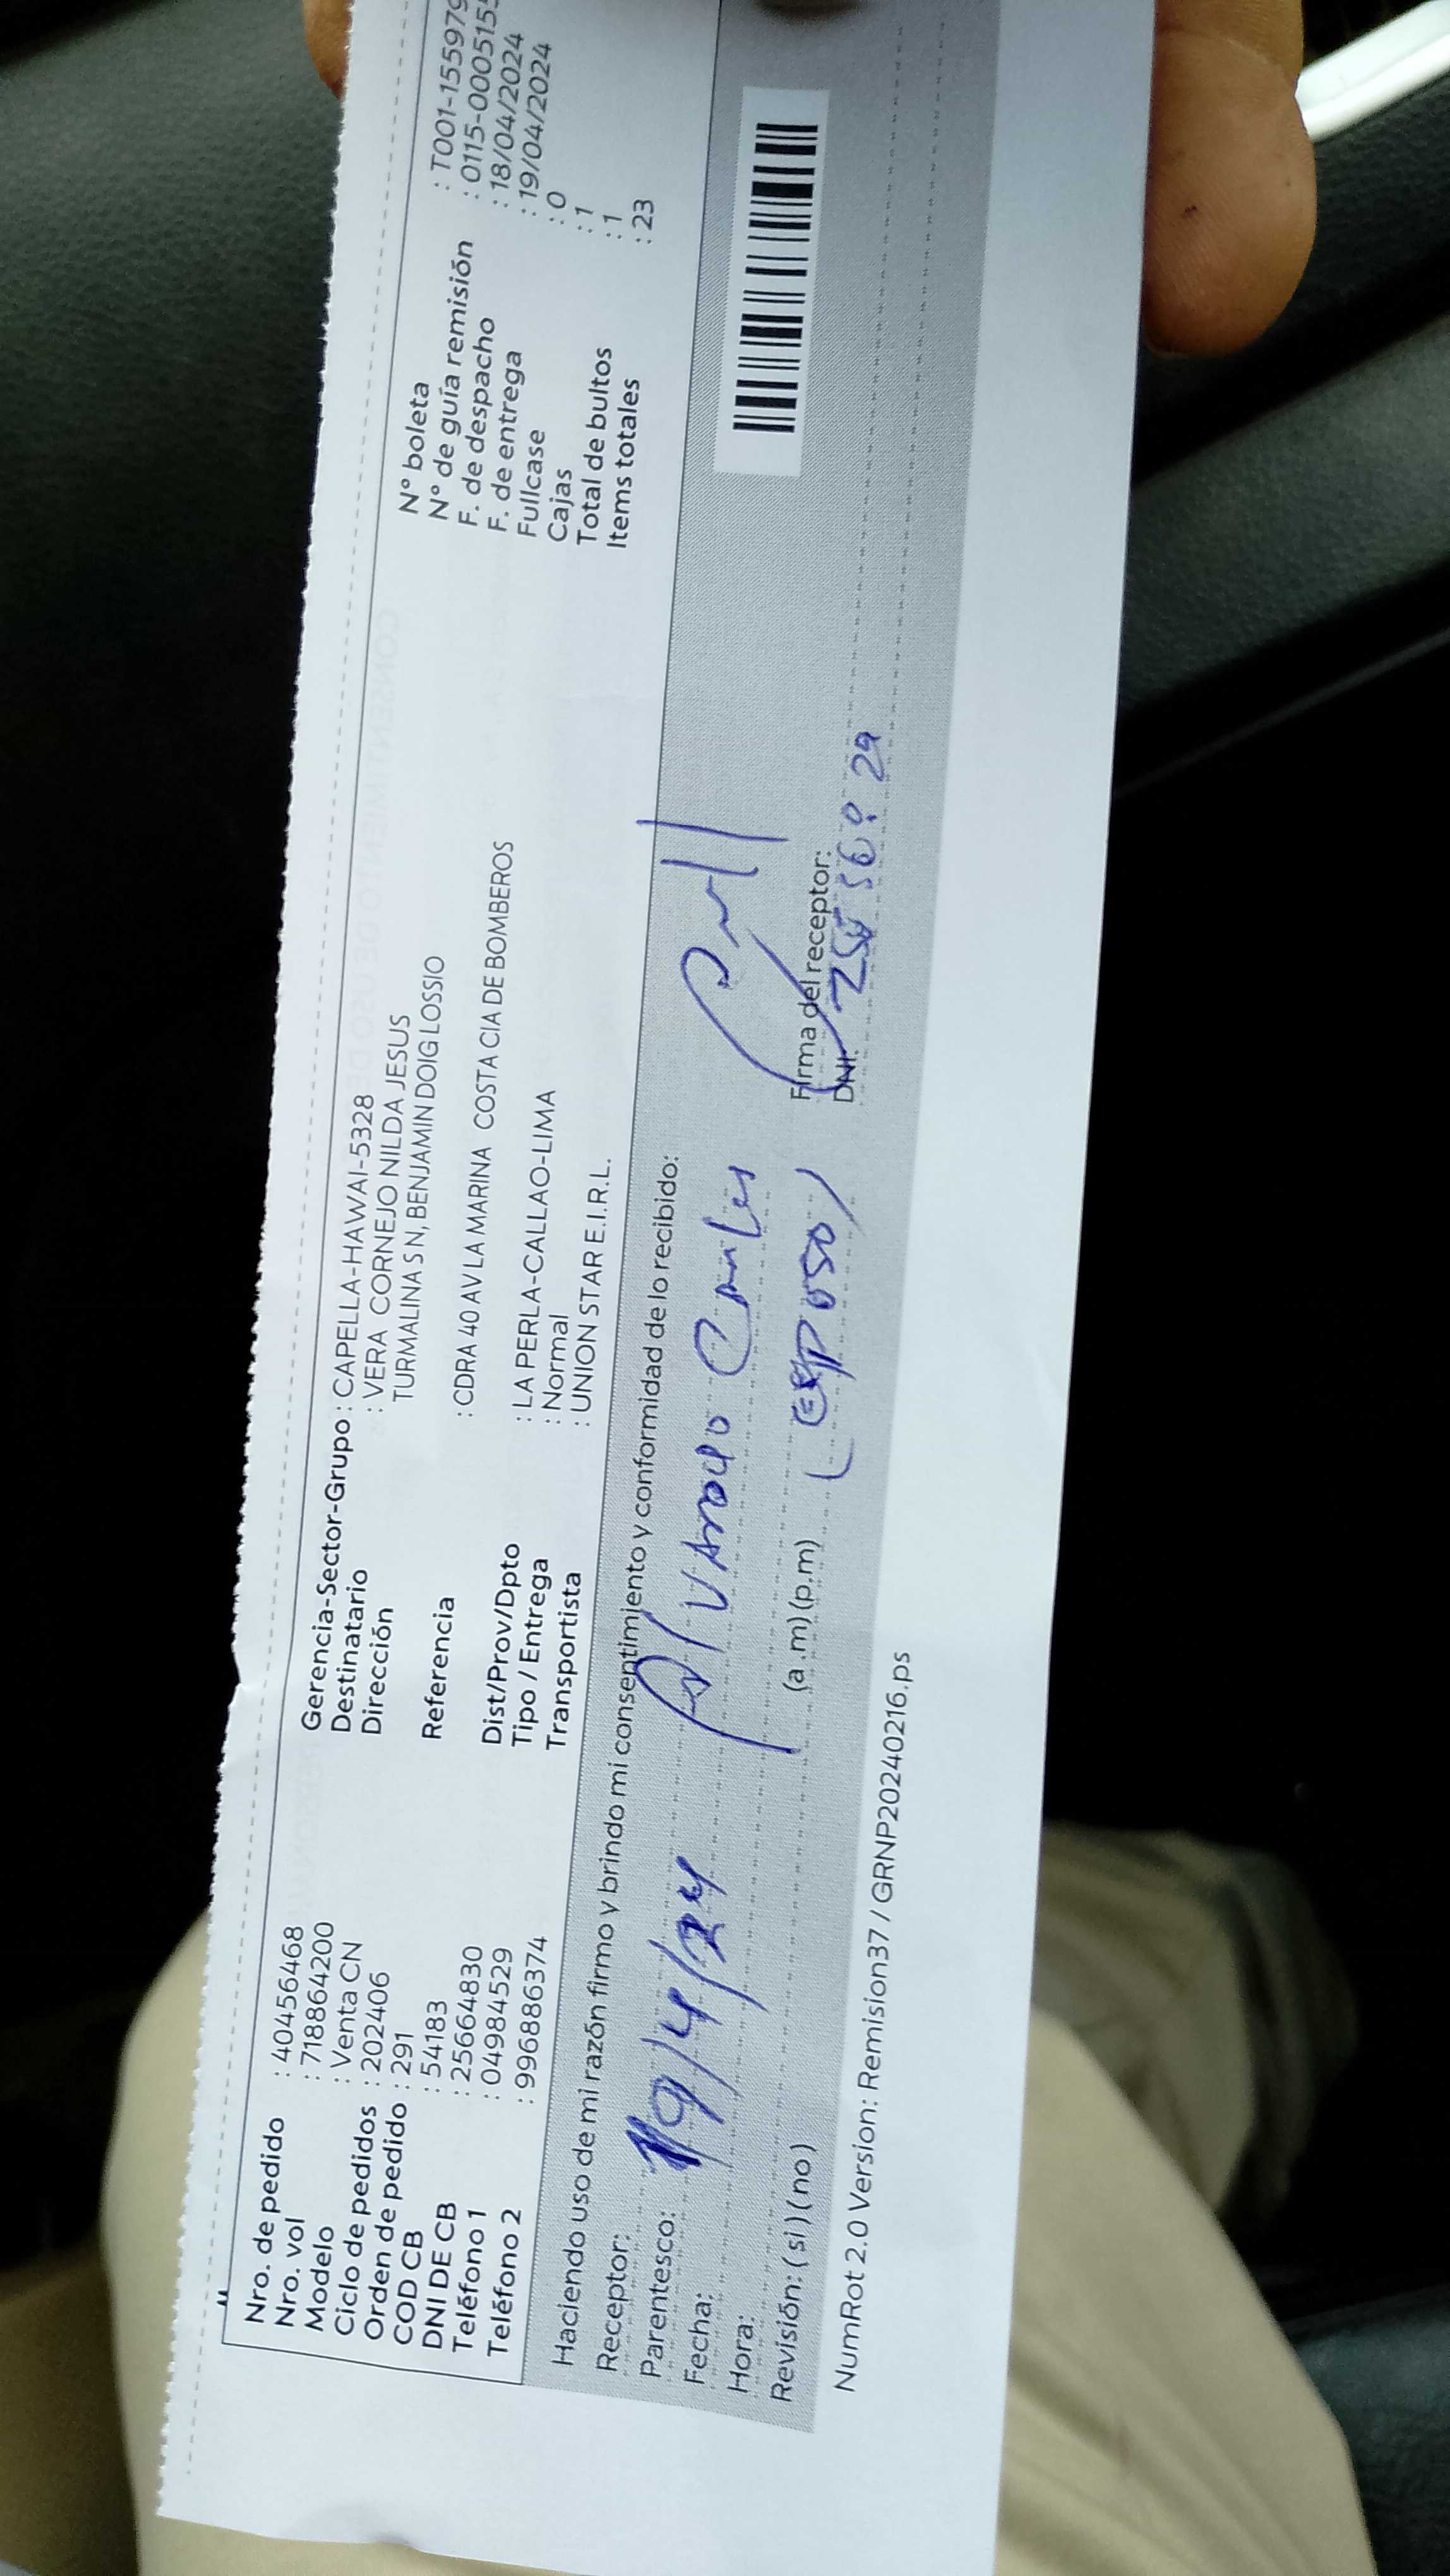 Nro. de pedido : 40456468
Nro. vol : 718864200
Modelo : Venta CN
Ciclo de pedidos : 202406
Orden de pedido : 291
COD CB : 54183
DNI DE CB : 25664830
Teléfono 1 : 04984529
Teléfono 2 : 996886374
Gerencia-Sector-Grupo : CAPELLA-HAWAI-5328
Destinatario : VERA CORNEJO NILDA JESUS
Dirección TURMALINA S N, BENJAMIN DOIG LOSSIO
Referencia : CDRA 40 AV LA MARINA COSTA CIA DE BOMBEROS
Dist/Prov/Dpto : LA PERLA-CALLAO-LIMA
Tipo / Entrega : Normal
Transportista : UNION STAR E.I.R.L.
N° boleta : T001-155979
N° de guía remisión : 0115-000515
F. de despacho : 18/04/2024
F. de entrega : 19/04/2024
Fullcase : 0
Cajas : 1
Total de bultos : 1
Items totales : 23
Haciendo uso de mi razón firmo y brindo mi consentimiento y conformidad de lo recibido:
Receptor:
Parentesco:
Fecha: 19/4/24
Hora: (a.m) (p.m)
Revisión: (si) (no)
(Esposo)
Firma del receptor:
DNI:
NumRot 2.0 Version: Remision37 / GRNP20240216.ps